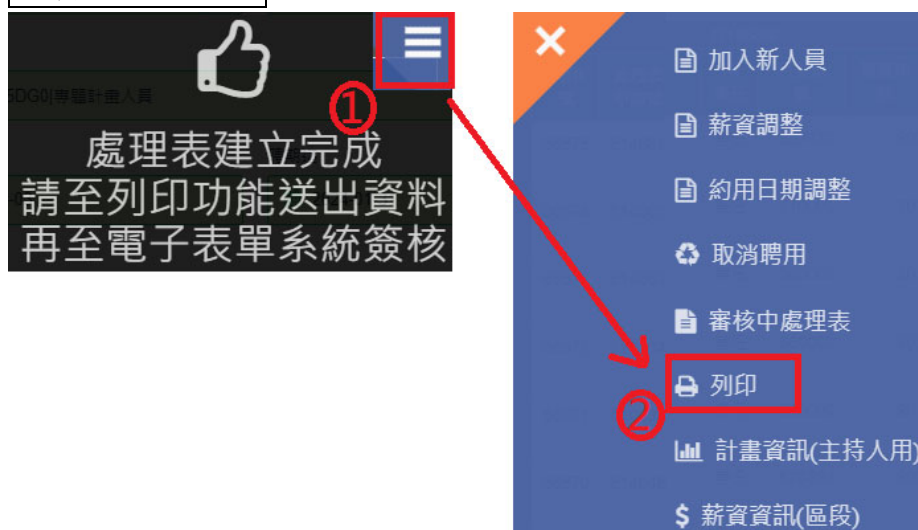 5DG0(專題計畫人員
①
處理表建立完成
請至列印功能送出資料
再至電子表單系統簽核
加入新人員
薪資調整
約用日期調整
取消聘用
審核中處理表
②
列印
計畫資訊(主持人用)
$ 薪資資訊(區段)